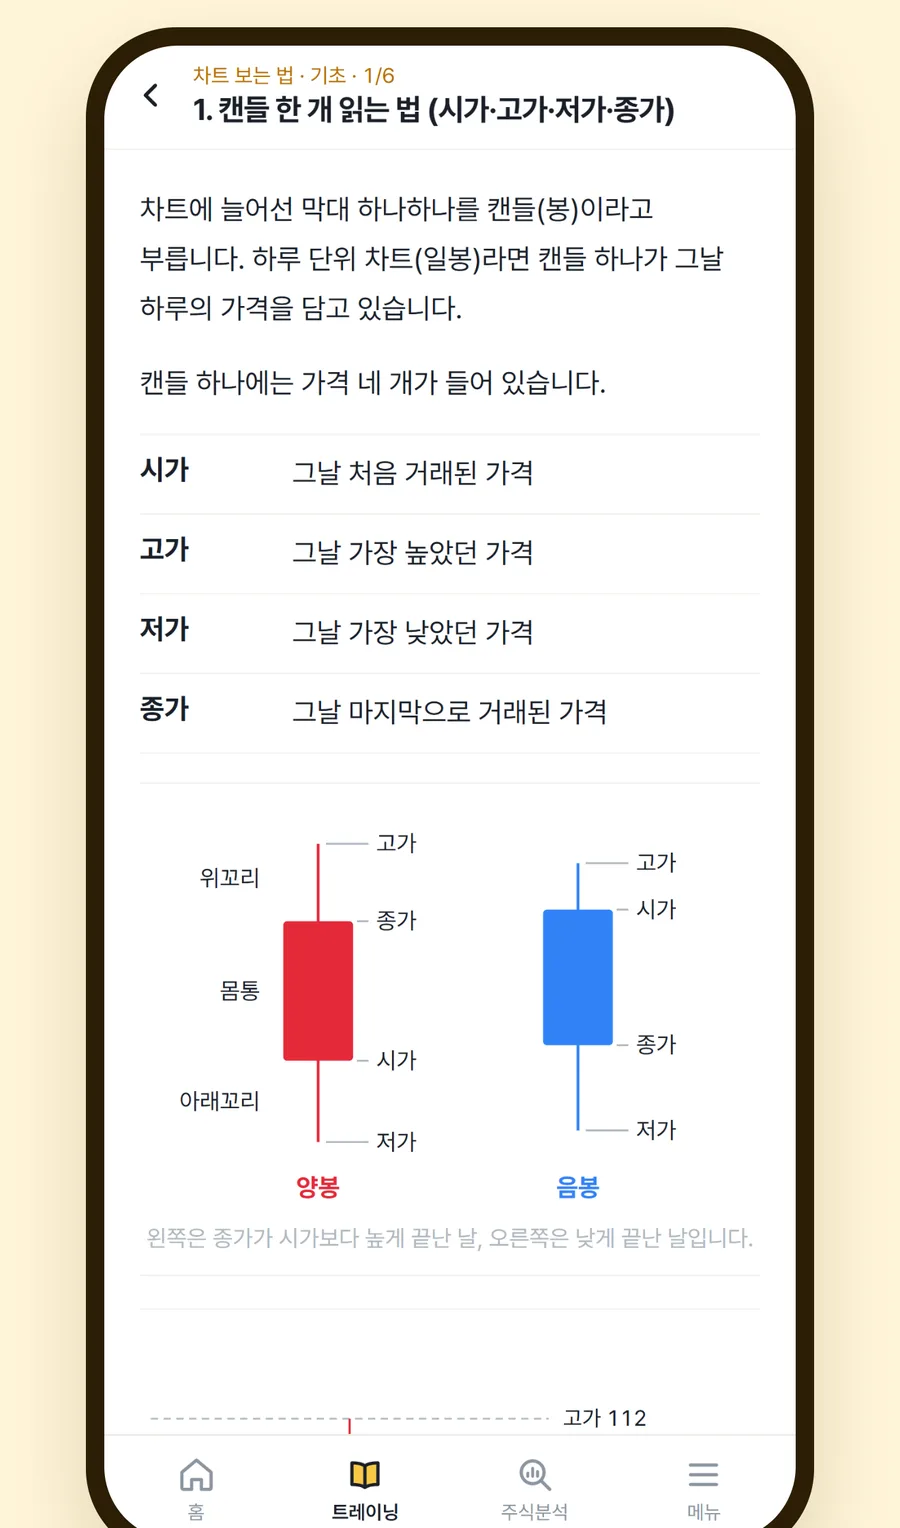 차트 보는 법 · 기초 · 1/6
1. 캔들 한 개 읽는 법 (시가·고가·저가·종가)
차트에 늘어선 막대 하나하나를 캔들(봉)이라고
부릅니다. 하루 단위 차트(일봉)라면 캔들 하나가 그날
하루의 가격을 담고 있습니다.
캔들 하나에는 가격 네 개가 들어 있습니다.
시가 그날 처음 거래된 가격
고가 그날 가장 높았던 가격
저가 그날 가장 낮았던 가격
종가 그날 마지막으로 거래된 가격
고가
위꼬리
종가
몸통
시가
아래꼬리
저가
양봉
고가
시가
종가
저가
음봉
왼쪽은 종가가 시가보다 높게 끝난 날, 오른쪽은 낮게 끝난 날입니다.
고가 112
홈
트레이닝
주식분석
메뉴